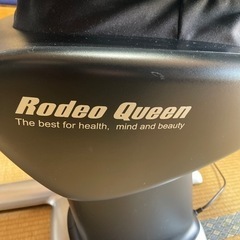 Rodeo Queen
The best for health, mind and beauty